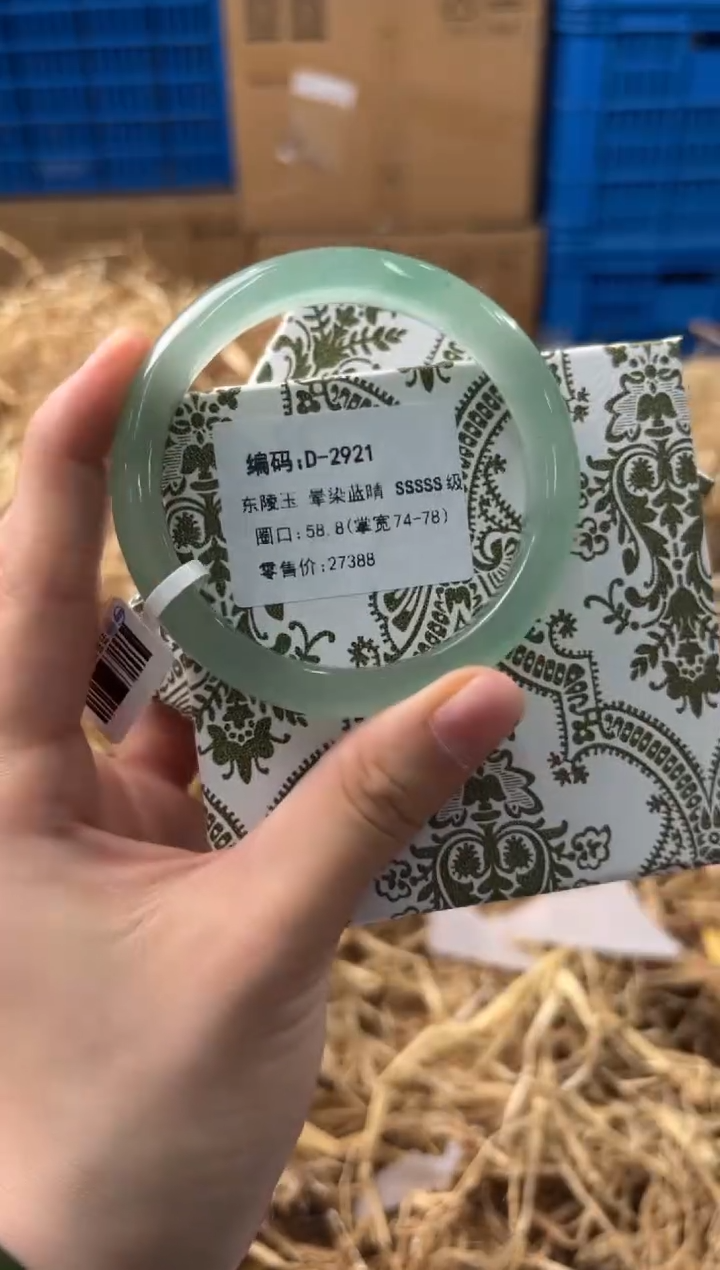 编码:D-2921
东陵玉 晕染蓝晴 SSSSS级
圈口:58.8(掌宽74-78)
零售价:27388